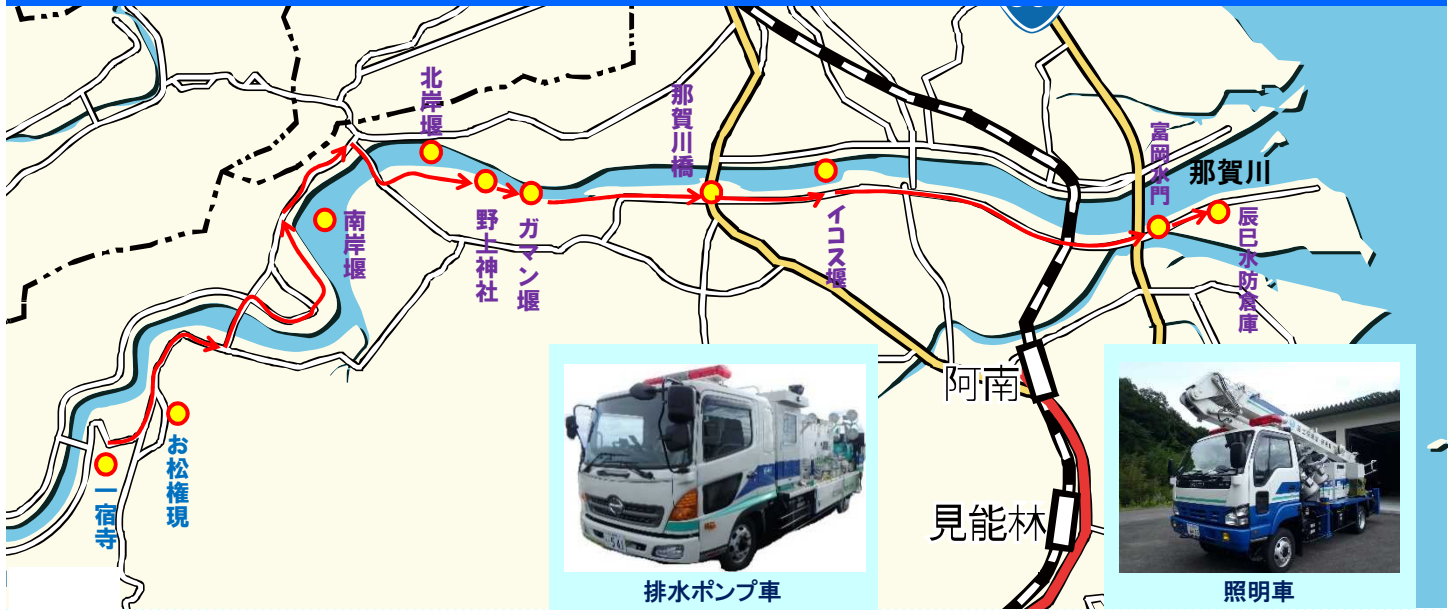 北岸堰
那賀川橋
富岡水門
那賀川
南岸堰
野上神社
ガマン堰
イコス堰
辰巳水防倉庫
阿南
お松権現
一宿寺
見能林
排水ポンプ車
照明車